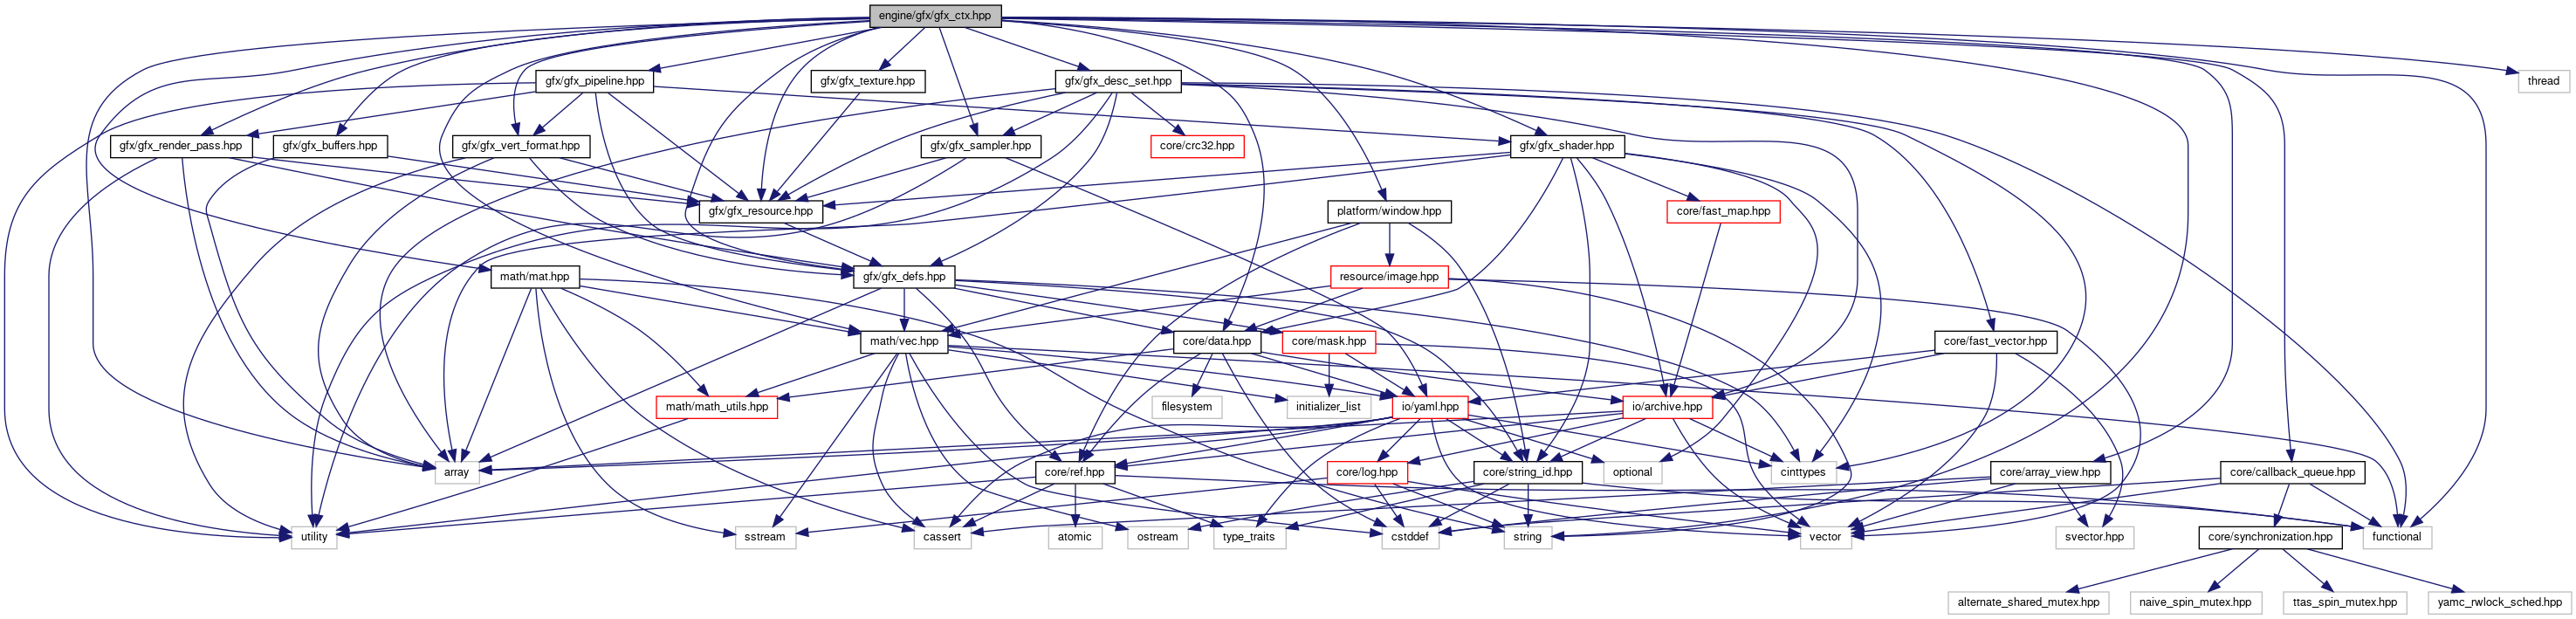 engine/gfx/gfx_ctx.hpp
gfx/gfx_pipeline.hpp
gfx/gfx_texture.hpp
gfx/gfx_desc_set.hpp
thread
gfx/gfx_render_pass.hpp
gfx/gfx_buffers.hpp
gfx/gfx_vert_format.hpp
gfx/gfx_sampler.hpp
core/crc32.hpp
gfx/gfx_shader.hpp
gfx/gfx_resource.hpp
platform/window.hpp
core/fast_map.hpp
math/mat.hpp
gfx/gfx_defs.hpp
resource/image.hpp
math/vec.hpp
core/data.hpp
core/mask.hpp
core/fast_vector.hpp
math/math_utils.hpp
filesystem
initializer_list
io/yaml.hpp
io/archive.hpp
array
core/ref.hpp
core/log.hpp
core/string_id.hpp
optional
cinttypes
core/array_view.hpp
core/callback_queue.hpp
utility
sstream
cassert
atomic
ostream
type_traits
cstddef
string
vector
svector.hpp
core/synchronization.hpp
functional
alternate_shared_mutex.hpp
naive_spin_mutex.hpp
ttas_spin_mutex.hpp
yamc_rwlock_sched.hpp